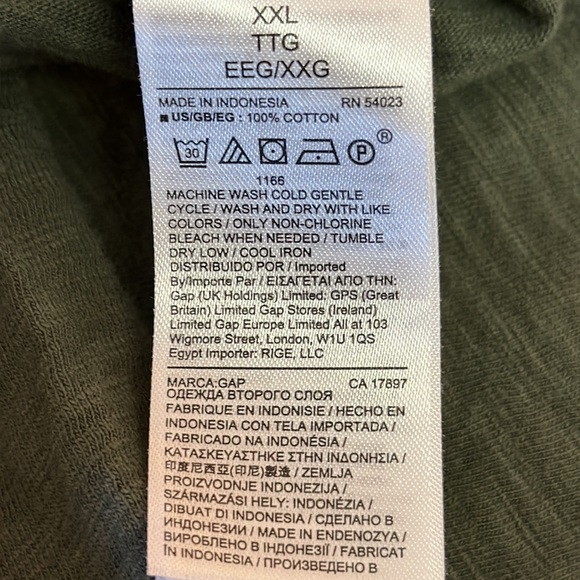 XXL
TTG
EEG/XXG
MADE IN INDONESIA RN 54023
US/GB/EG : 100% COTTON
30 P ®
1166
MACHINE WASH COLD GENTLE
CYCLE / WASH AND DRY WITH LIKE
COLORS / ONLY NON-CHLORINE
BLEACH WHEN NEEDED / TUMBLE
DRY LOW / COOL IRON
DISTRIBUIDO POR / Imported
By/Importe Par / ΕΙΣΑΓΕΤΑΙ ΑΠΟ ΤΗΝ:
Gap (UK Holdings) Limited: GPS (Great
Britain) Limited Gap Stores (Ireland)
Limited Gap Europe Limited All at 103
Wigmore Street, London, W1U 1QS
Egypt Importer: RIGE, LLC
MARCA:GAP CA 17897
ОДЕЖДА ВТОРОГО СЛОЯ
FABRIQUE EN INDONISIE / HECHO EN
INDONESIA CON TELA IMPORTADA /
FABRICADO NA INDONÉSIA /
ΚΑΤΑΣΚΕΥΑΣΤΗΚΕ ΣΤΗΝ ΙΝΔΟΝΗΣΙΑ /
印度尼西亞(印尼)製造 / ZEMLJA
PROIZVODNJE INDONEZIJA /
SZÁRMAZÁSI HELY: INDONÉZIA /
DIBUAT DI INDONESIA / СДЕЛАНО В
ИНДОНЕЗИИ / MADE IN ENDENOZYA /
ВИРОБЛЕНО В ІНДОНЕЗІЇ / FABRICAT
ÎN INDONESIA / ПРОИЗВЕДЕНО В